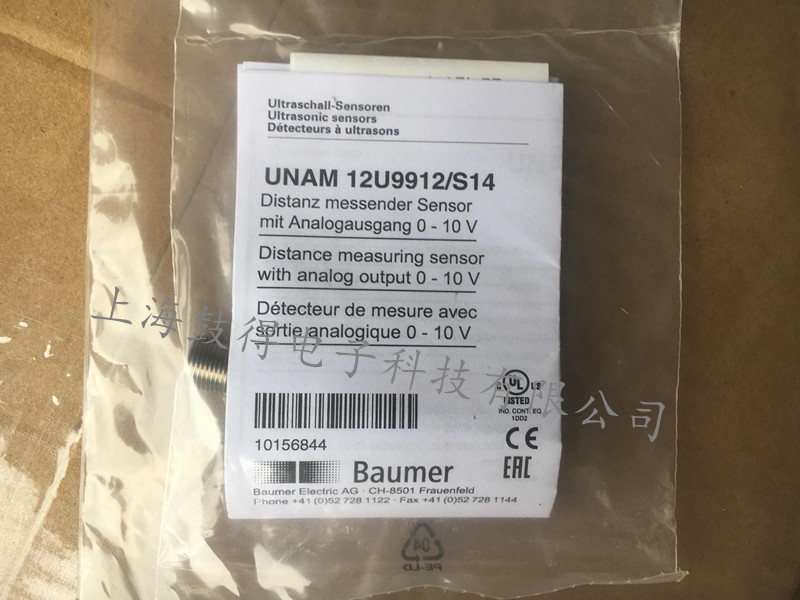 Ultraschall-Sensoren
Ultrasonic sensors
Détecteurs à ultrasons
UNAM 12U9912/S14
Distanz messender Sensor
mit Analogausgang 0 - 10 V
Distance measuring sensor
with analog output 0 - 10 V
Détecteur de mesure avec
sortie analogique 0 - 10 V
上海鼓得电子科技有限公司
UL US
LISTED
IND. CONT. EQ
1DD2
10156844
CE
Baumer
EAC
Baumer Electric AG · CH-8501 Frauenfeld
Phone +41 (0)52 728 1122 · Fax +41 (0)52 728 1144
04
PE-LD